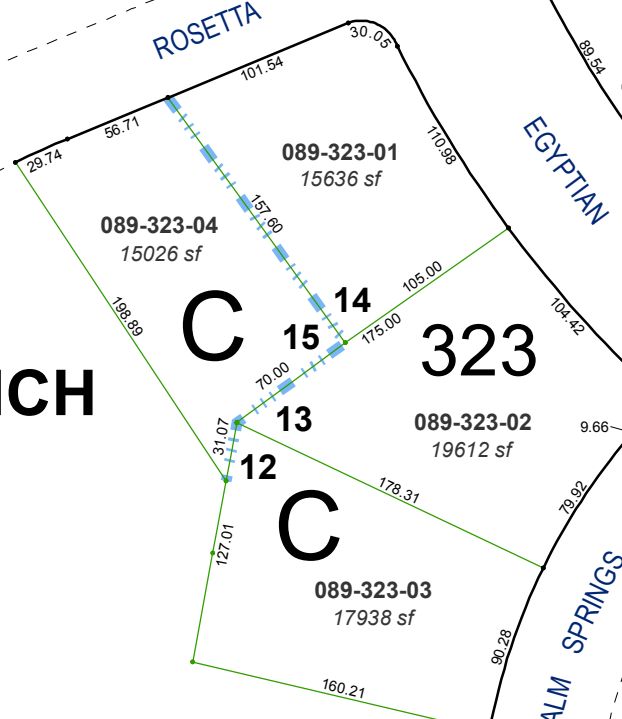 ROSETTA
30.05
101.54
89.54
56.71
29.74
110.98
EGYPTIAN
089-323-01
15636 sf
157.60
089-323-04
15026 sf
105.00
14
198.89
C
15
175.00
104.42
323
70.00
ICH
13
089-323-02
19612 sf
9.66
31.07
12
178.31
79.92
C
127.01
089-323-03
17938 sf
90.28
ALM SPRINGS
160.21